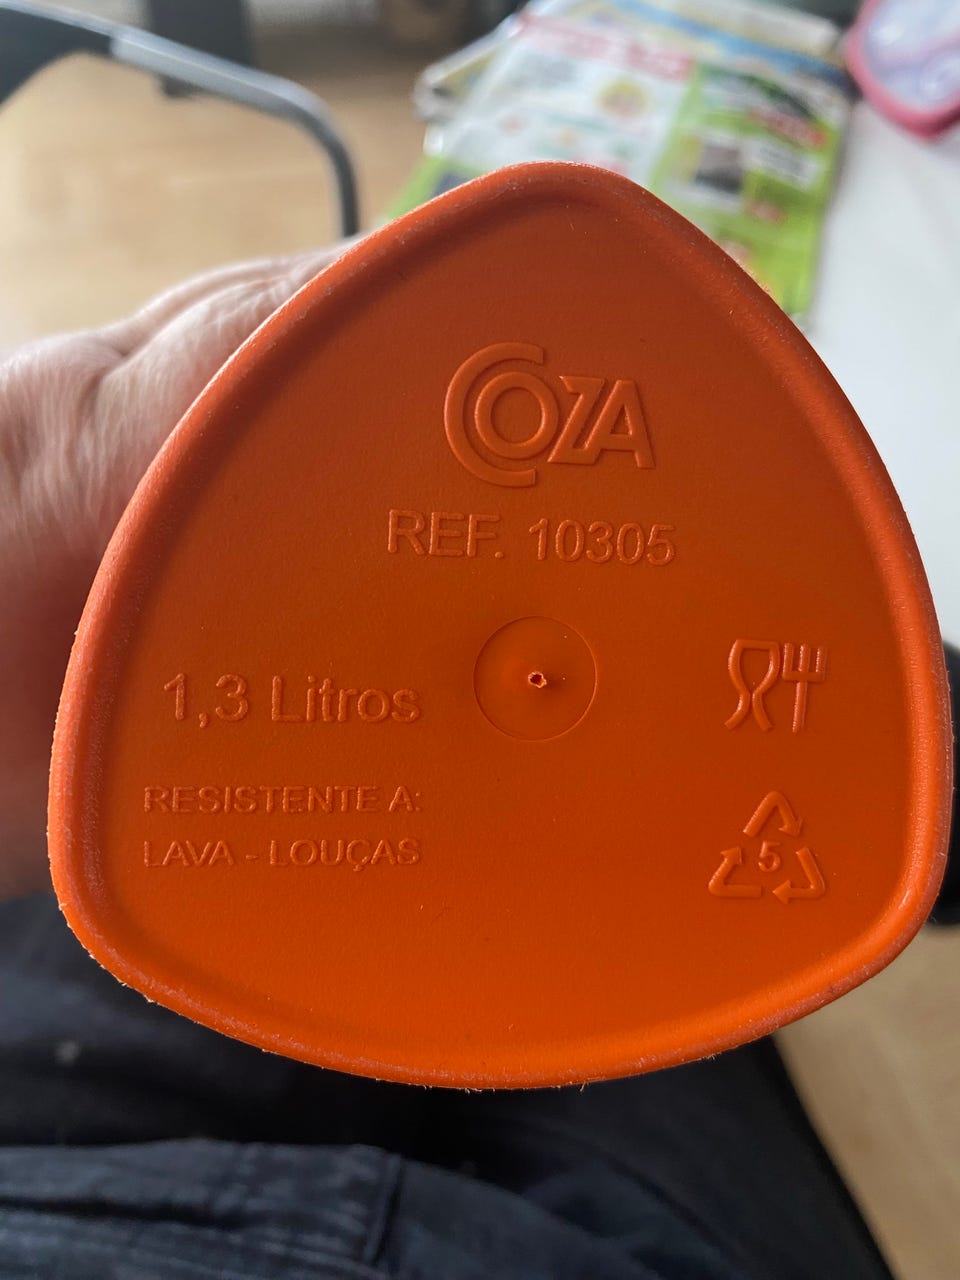 COZA
REF. 10305
1,3 Litros
RESISTENTE A:
LAVA - LOUÇAS
5